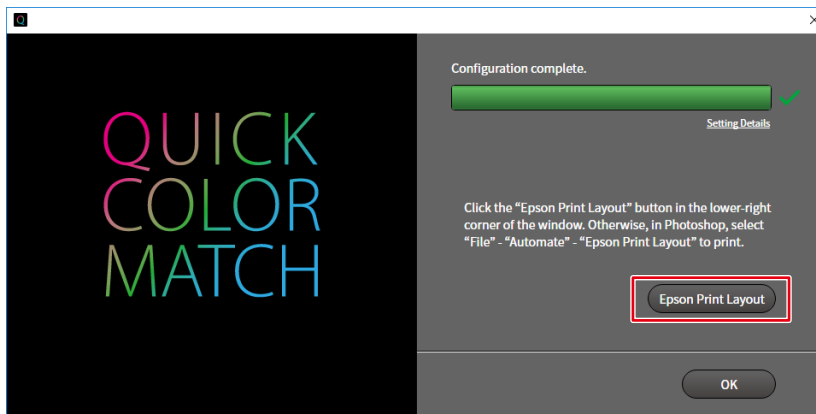 Q
QUICK
COLOR
MATCH
Configuration complete.
Setting Details
Click the “Epson Print Layout” button in the lower-right
corner of the window. Otherwise, in Photoshop, select
“File” - “Automate” - “Epson Print Layout” to print.
Epson Print Layout
OK